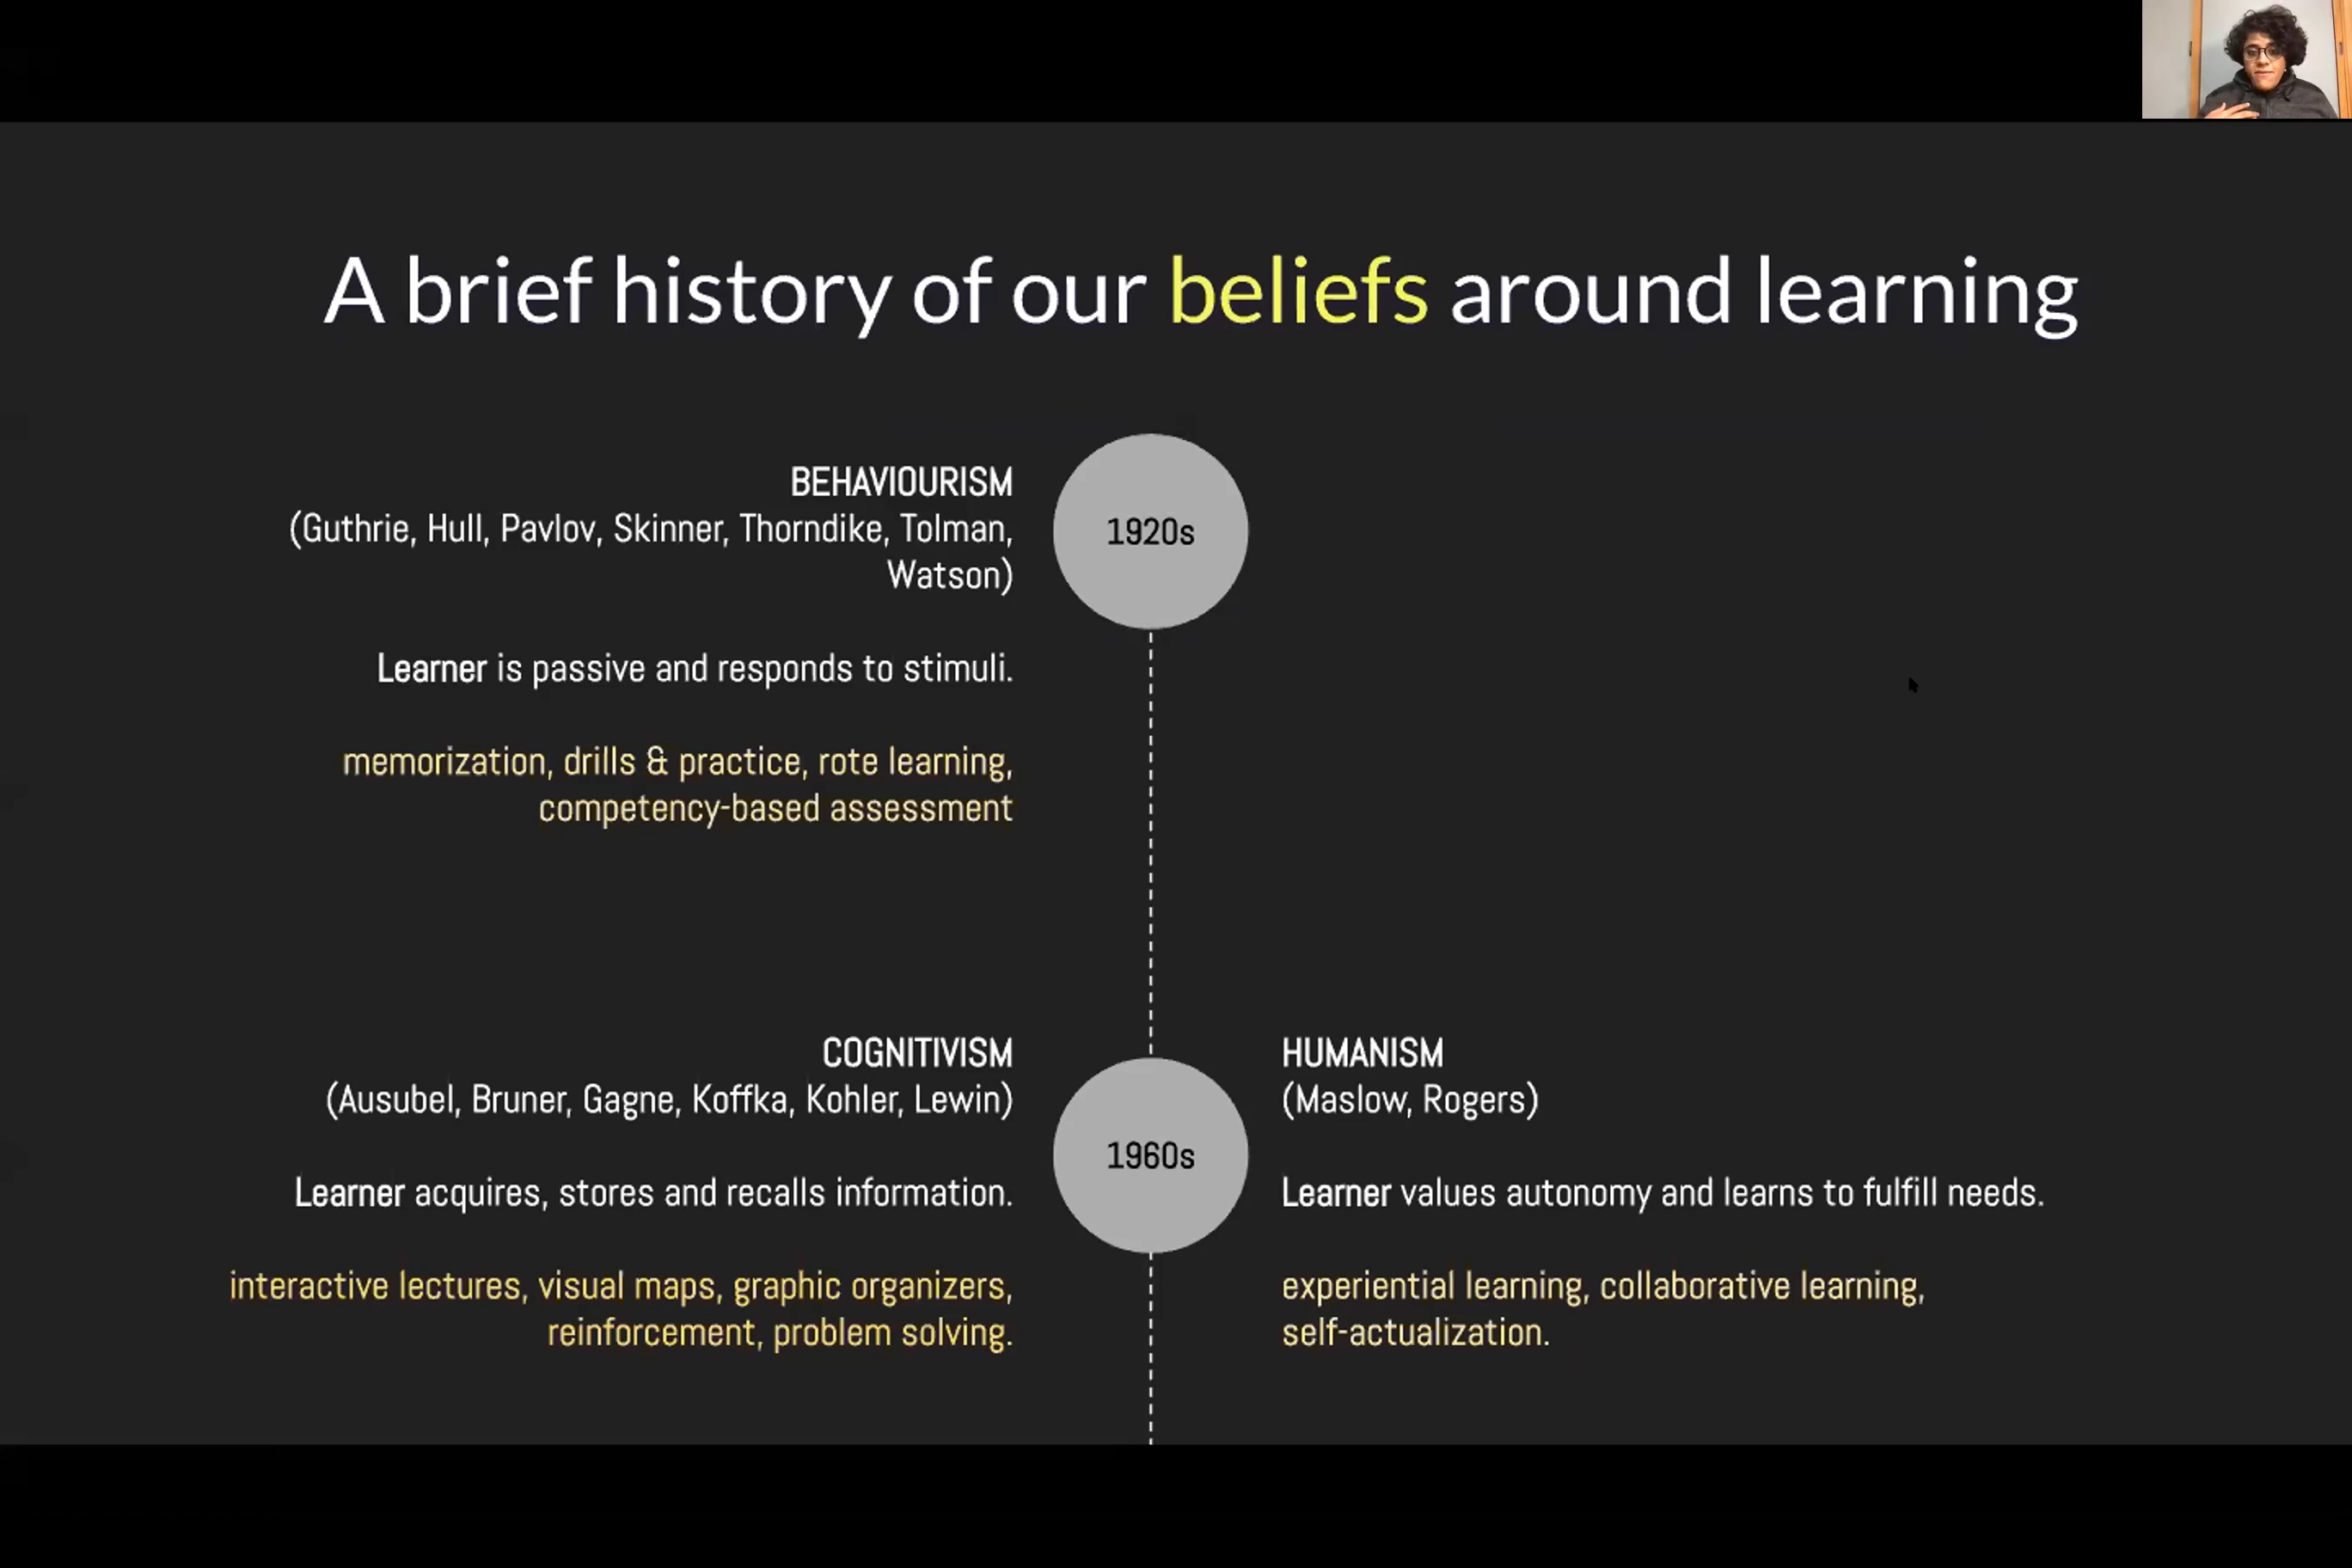 A brief history of our beliefs around learning
BEHAVIOURISM
(Guthrie, Hull, Pavlov, Skinner, Thorndike, Tolman,
Watson)
Learner is passive and responds to stimuli.
memorization, drills & practice, rote learning,
competency-based assessment
1920s
COGNITIVISM
(Ausubel, Bruner, Gagne, Koffka, Kohler, Lewin)
Learner acquires, stores and recalls information.
interactive lectures, visual maps, graphic organizers,
reinforcement, problem solving.
1960s
HUMANISM
(Maslow, Rogers)
Learner values autonomy and learns to fulfill needs.
experiential learning, collaborative learning,
self-actualization.